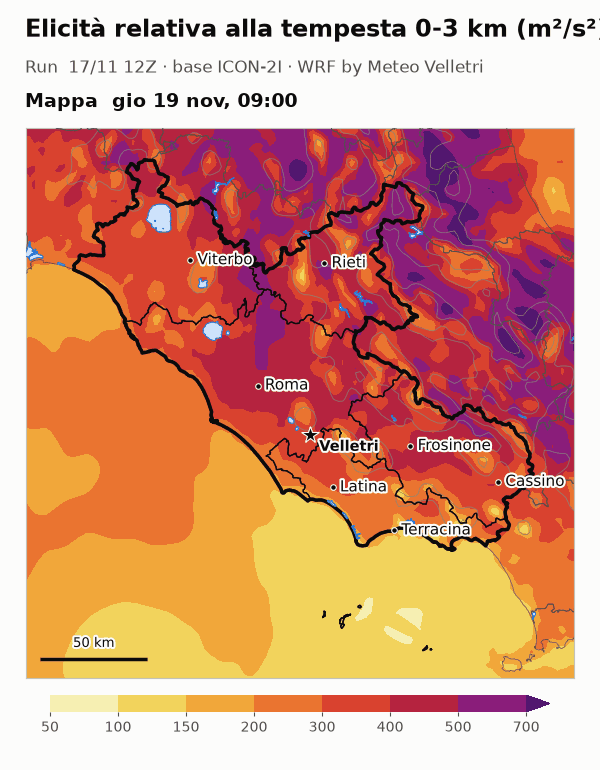 Elicità relativa alla tempesta 0-3 km (m²/s²)
Run 17/11 12Z · base ICON-2I · WRF by Meteo Velletri
Mappa gio 19 nov, 09:00
Viterbo
Rieti
Roma
Velletri
Frosinone
Cassino
Latina
Terracina
50 km
50 100 150 200 300 400 500 700